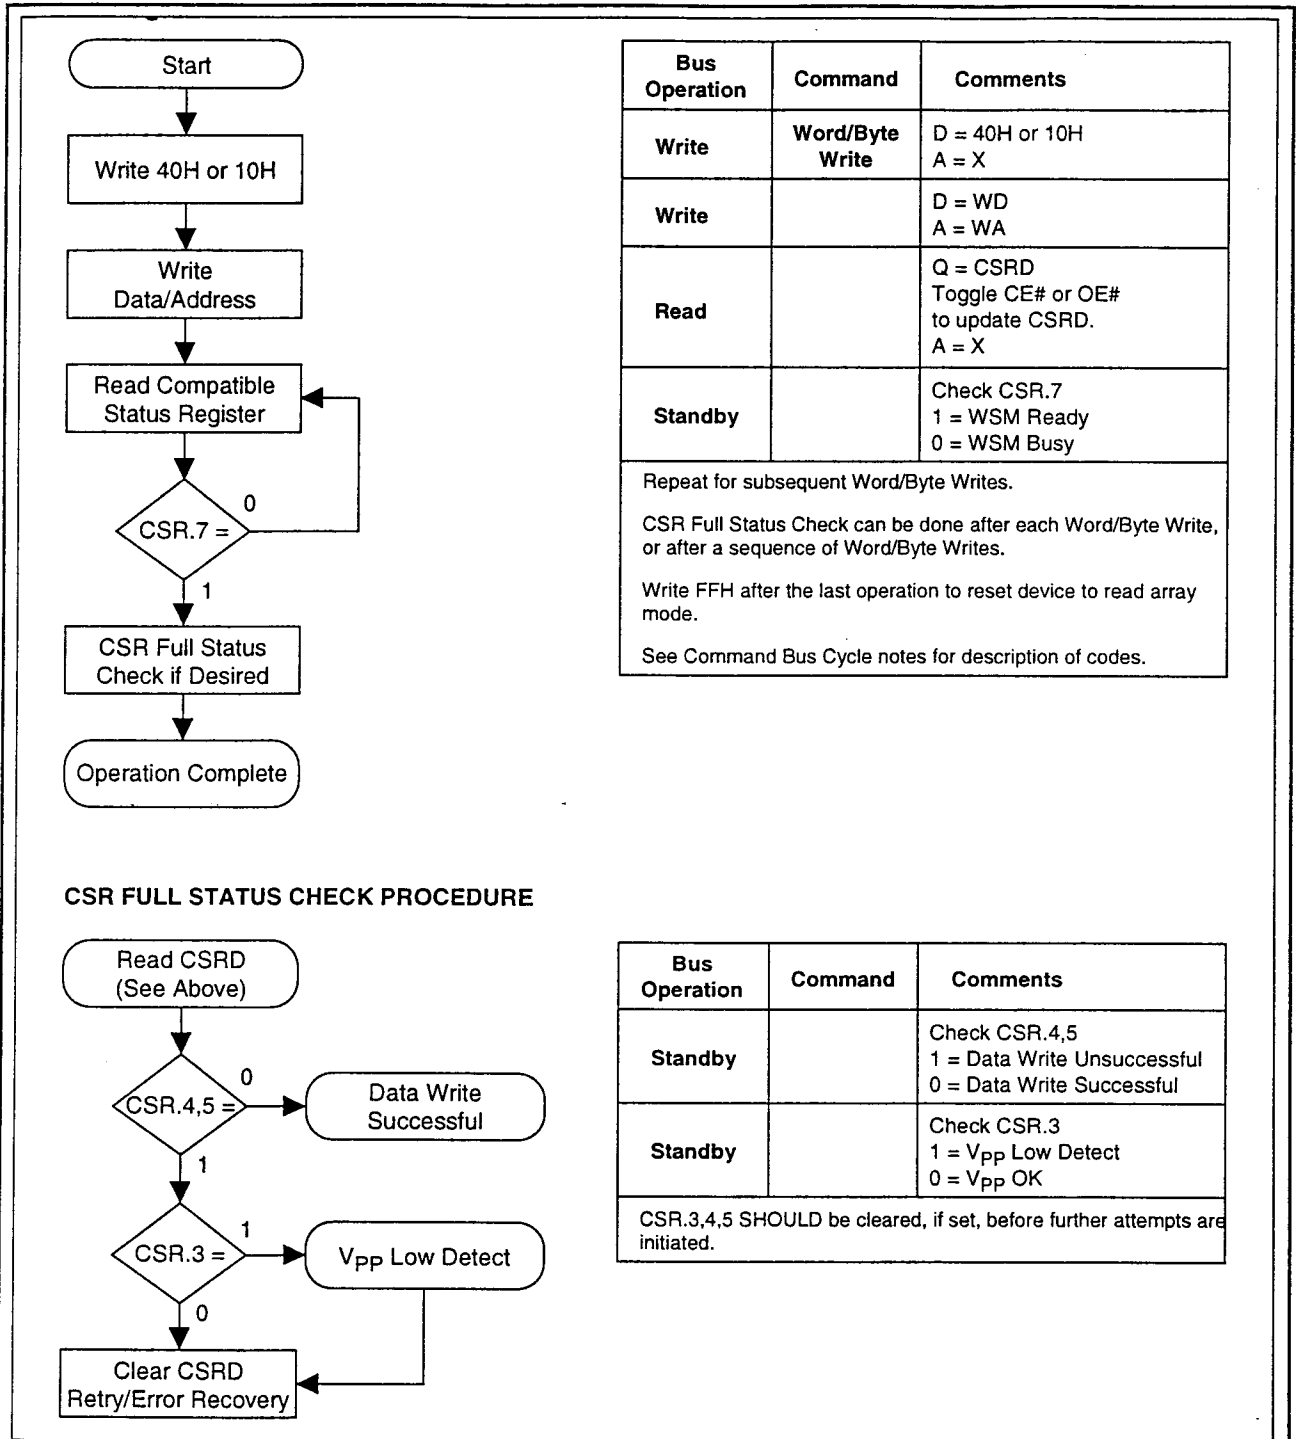 Start
Write 40H or 10H
Write
Data/Address
Read Compatible
Status Register
CSR.7 =
0
1
CSR Full Status
Check if Desired
Operation Complete
Bus
Operation
Command
Comments
Write
Word/Byte
Write
D = 40H or 10H
A = X
Write
D = WD
A = WA
Read
Q = CSRD
Toggle CE# or OE#
to update CSRD.
A = X
Standby
Check CSR.7
1 = WSM Ready
0 = WSM Busy
Repeat for subsequent Word/Byte Writes.
CSR Full Status Check can be done after each Word/Byte Write,
or after a sequence of Word/Byte Writes.
Write FFH after the last operation to reset device to read array
mode.
See Command Bus Cycle notes for description of codes.
CSR FULL STATUS CHECK PROCEDURE
Read CSRD
(See Above)
CSR.4,5 =
0
Data Write
Successful
1
CSR.3 =
1
VPP Low Detect
0
Clear CSRD
Retry/Error Recovery
Bus
Operation
Command
Comments
Standby
Check CSR.4,5
1 = Data Write Unsuccessful
0 = Data Write Successful
Standby
Check CSR.3
1 = VPP Low Detect
0 = VPP OK
CSR.3,4,5 SHOULD be cleared, if set, before further attempts are
initiated.